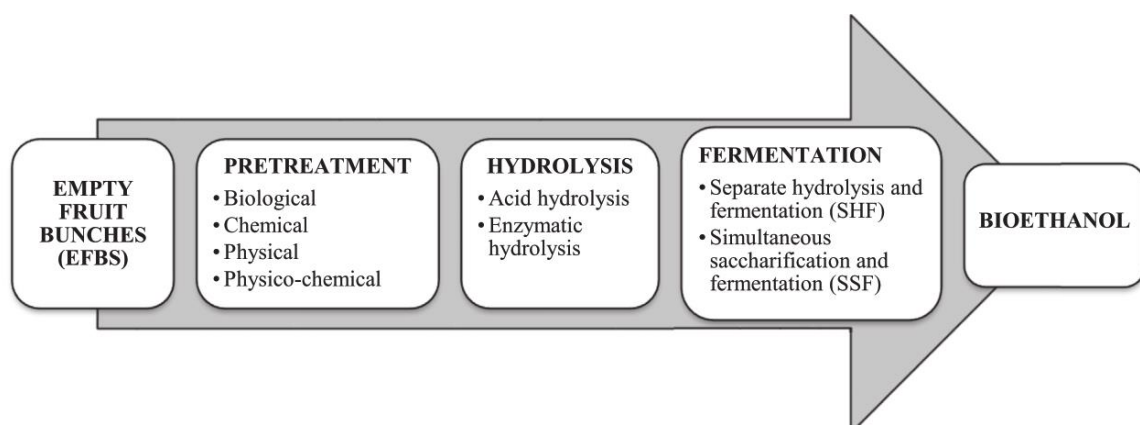 EMPTY
FRUIT
BUNCHES
(EFBS)
PRETREATMENT
• Biological
• Chemical
• Physical
• Physico-chemical
HYDROLYSIS
• Acid hydrolysis
• Enzymatic
hydrolysis
FERMENTATION
• Separate hydrolysis and
fermentation (SHF)
• Simultaneous
saccharification and
fermentation (SSF)
BIOETHANOL